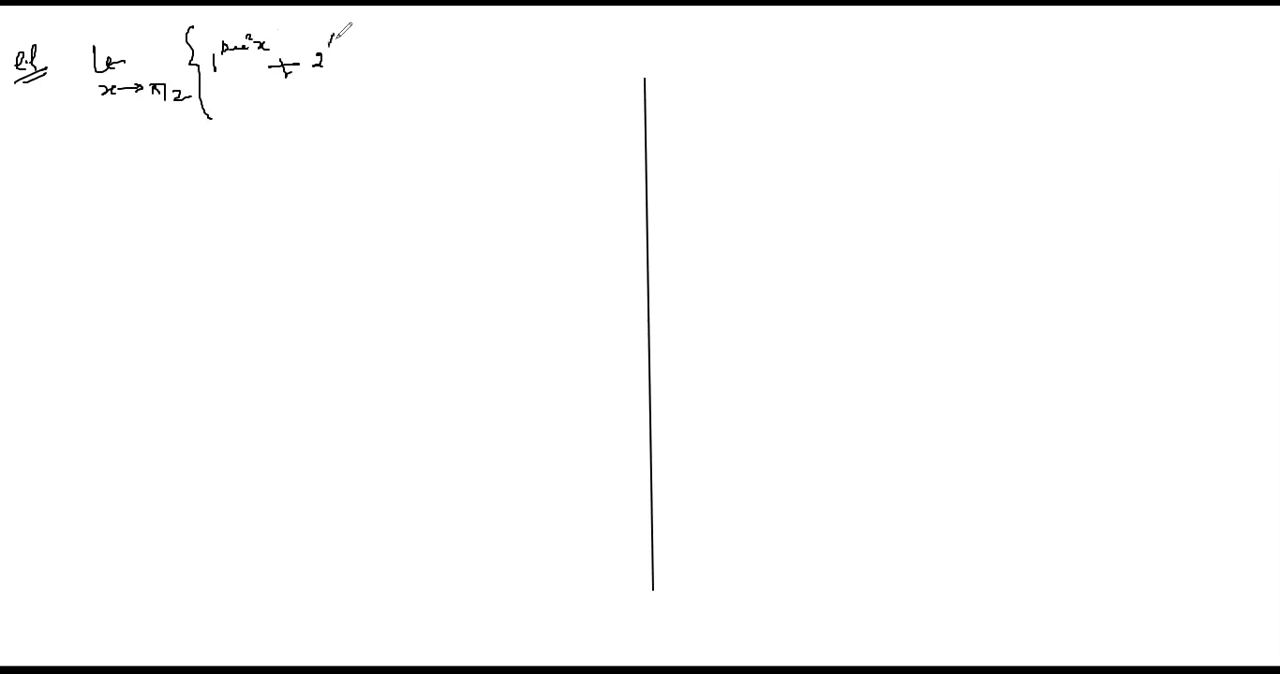 e.g. Lt x→π/2 { 1^sec²x + 2